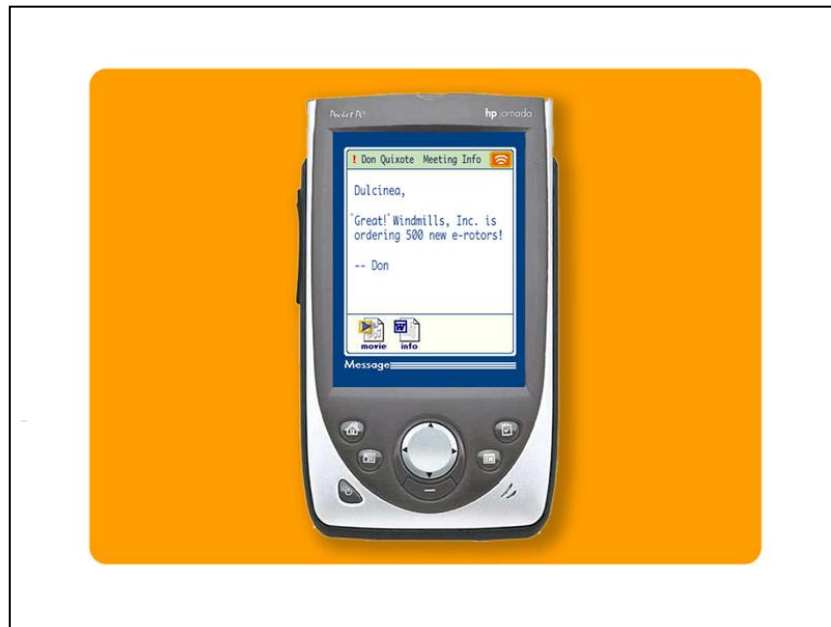 Pocket PC
hp jornada
! Don Quixote Meeting Info
Dulcinea,
"Great!" Windmills, Inc. is
ordering 500 new e-rotors!
-- Don
movie info
Message